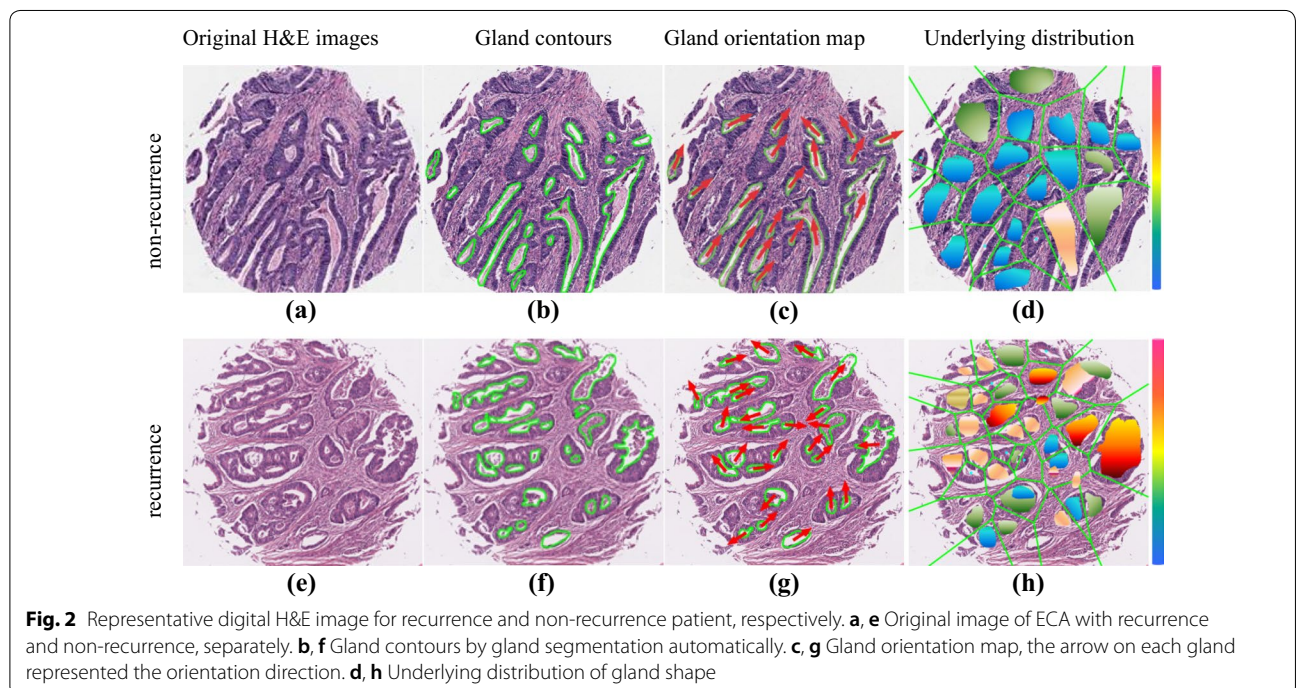 Original H&E images Gland contours Gland orientation map Underlying distribution
non-recurrence
(a) (b) (c) (d)
recurrence
(e) (f) (g) (h)
Fig. 2 Representative digital H&E image for recurrence and non-recurrence patient, respectively. a, e Original image of ECA with recurrence
and non-recurrence, separately. b, f Gland contours by gland segmentation automatically. c, g Gland orientation map, the arrow on each gland
represented the orientation direction. d, h Underlying distribution of gland shape